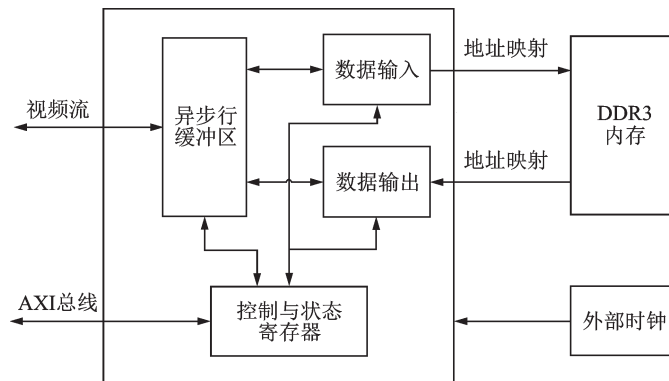 视频流
异步行
缓冲区
数据输入
地址映射
DDR3
内存
数据输出
地址映射
AXI总线
控制与状态
寄存器
外部时钟